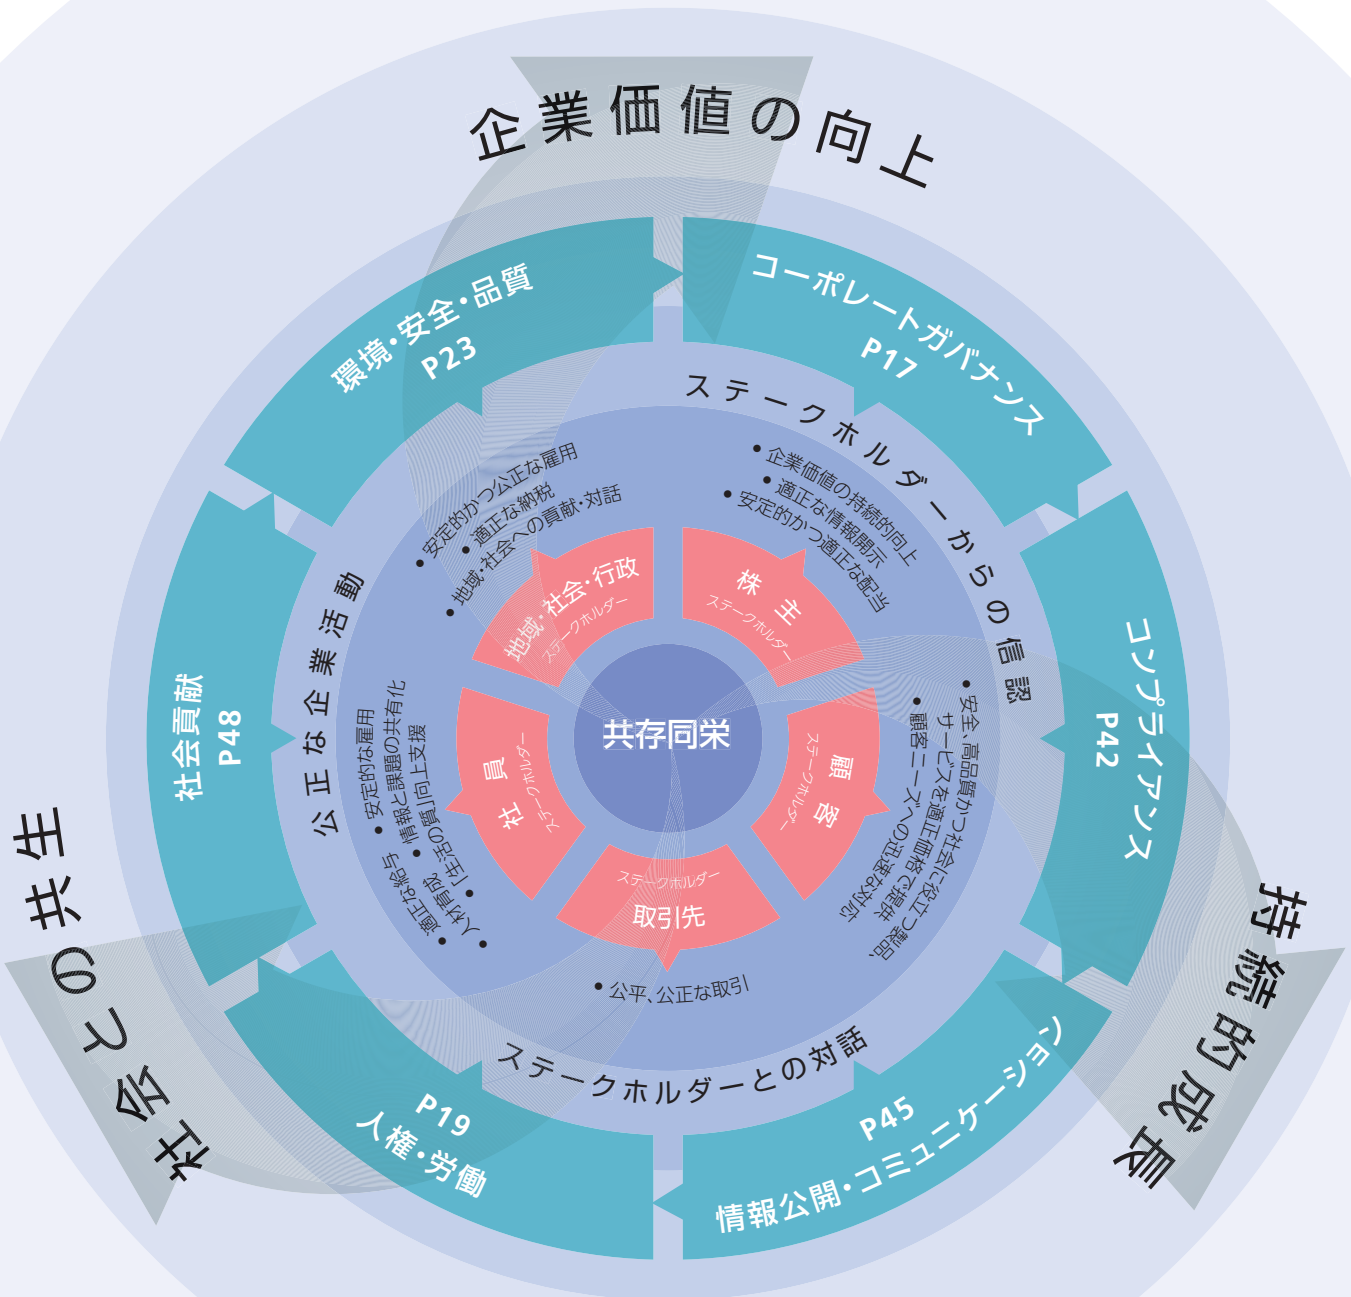 企業価値の向上
持続的成長
社会との共生
環境・安全・品質
P23
コーポレートガバナンス
P17
コンプライアンス
P42
情報公開・コミュニケーション
P45
P19
人権・労働
社会貢献
P48
ステークホルダーからの信認
ステークホルダーとの対話
公正な企業活動
● 安定的かつ公正な雇用
● 適正な納税
● 地域・社会への貢献・対話
● 企業価値の持続的向上
● 適正な情報開示
● 安定的かつ適正な配当
● 安全、高品質かつ社会に役立つ製品、
サービスを適正価格で提供
● 顧客ニーズへの迅速な対応
● 公平、公正な取引
● 安定的な雇用
● 情報と課題の共有化
● 「生活の質」向上支援
● 適正な給与
● 人材育成
地域・社会・行政
ステークホルダー
株主
ステークホルダー
顧客
ステークホルダー
ステークホルダー
取引先
社員
ステークホルダー
共存同栄